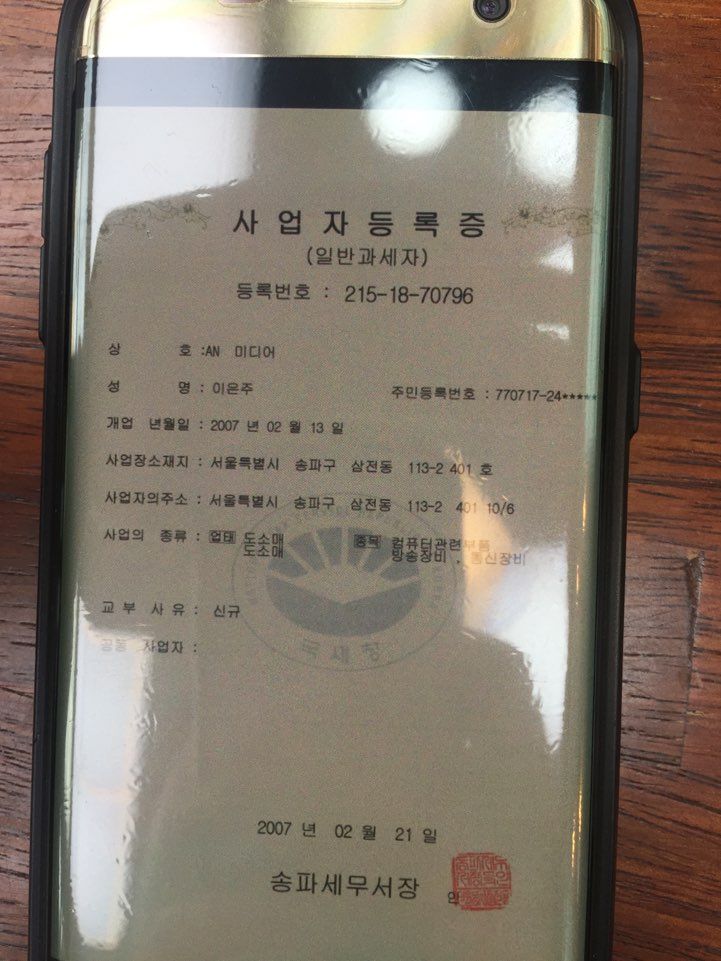 사업자등록증
(일반과세자)
등록번호 : 215-18-70796
상 호 :AN 미디어
성 명 : 이은주 주민등록번호 : 770717-24*****
개업 년월일 : 2007 년 02 월 13 일
사업장소재지 : 서울특별시 송파구 삼전동 113-2 401 호
사업자의주소 : 서울특별시 송파구 삼전동 113-2 401 10/6
사업의 종류 : 업태 도소매 종목 컴퓨터관련부품
도소매 방송장비 , 통신장비
교부 사유 : 신규
공동 사업자 :
국세청
2007 년 02 월 21 일
송파세무서장 인